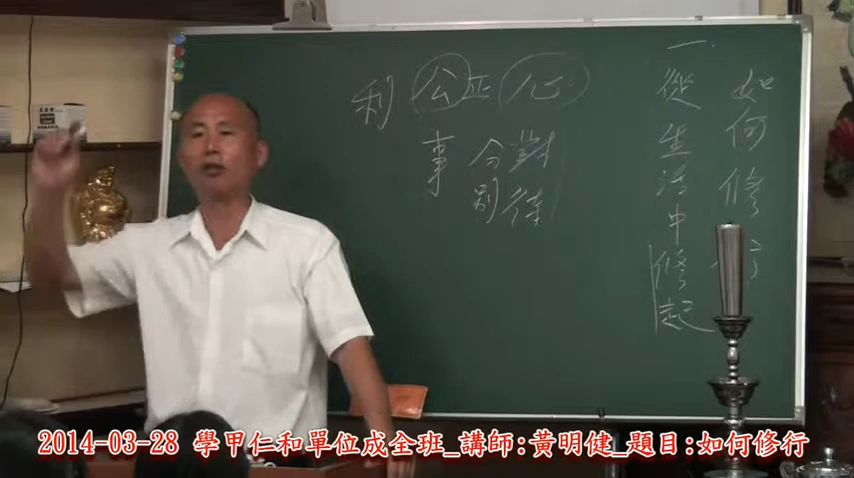 如何修行
一.
從生活中修起
心
正
公
利
對待
分別
事
2014-03-28 學甲仁和單位成全班_講師:黃明健_題目:如何修行